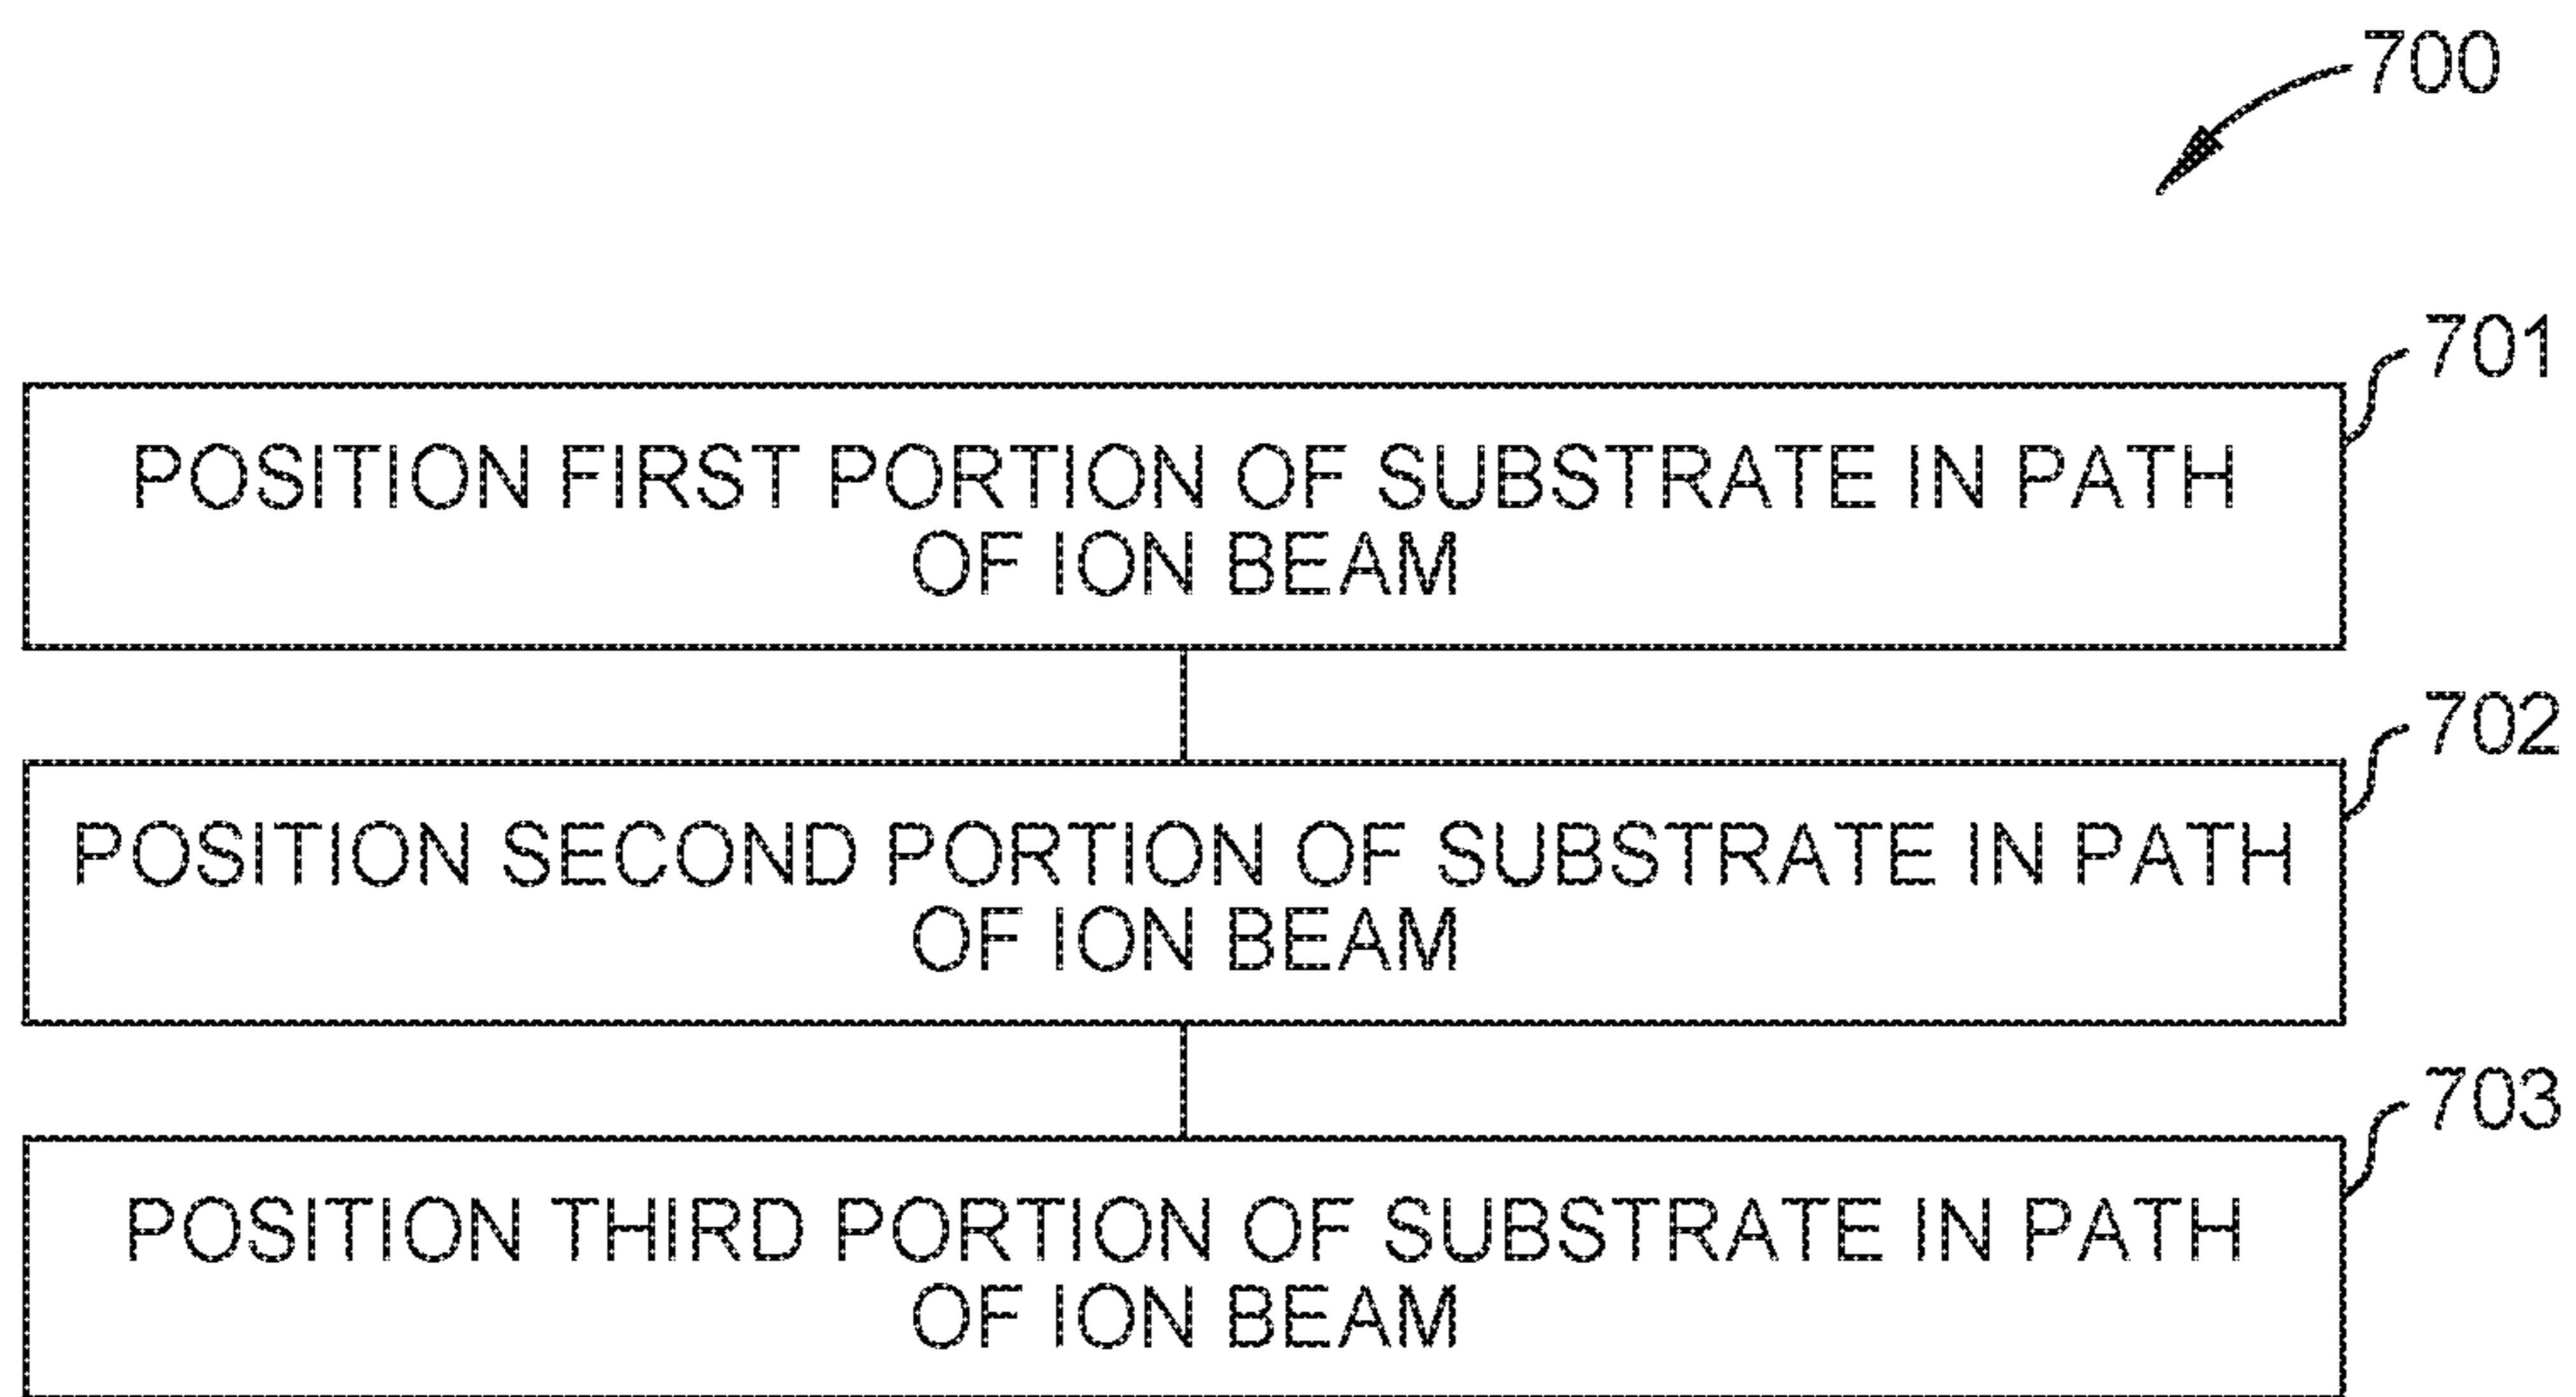 700
701
POSITION FIRST PORTION OF SUBSTRATE IN PATH
OF ION BEAM
702
POSITION SECOND PORTION OF SUBSTRATE IN PATH
OF ION BEAM
703
POSITION THIRD PORTION OF SUBSTRATE IN PATH
OF ION BEAM